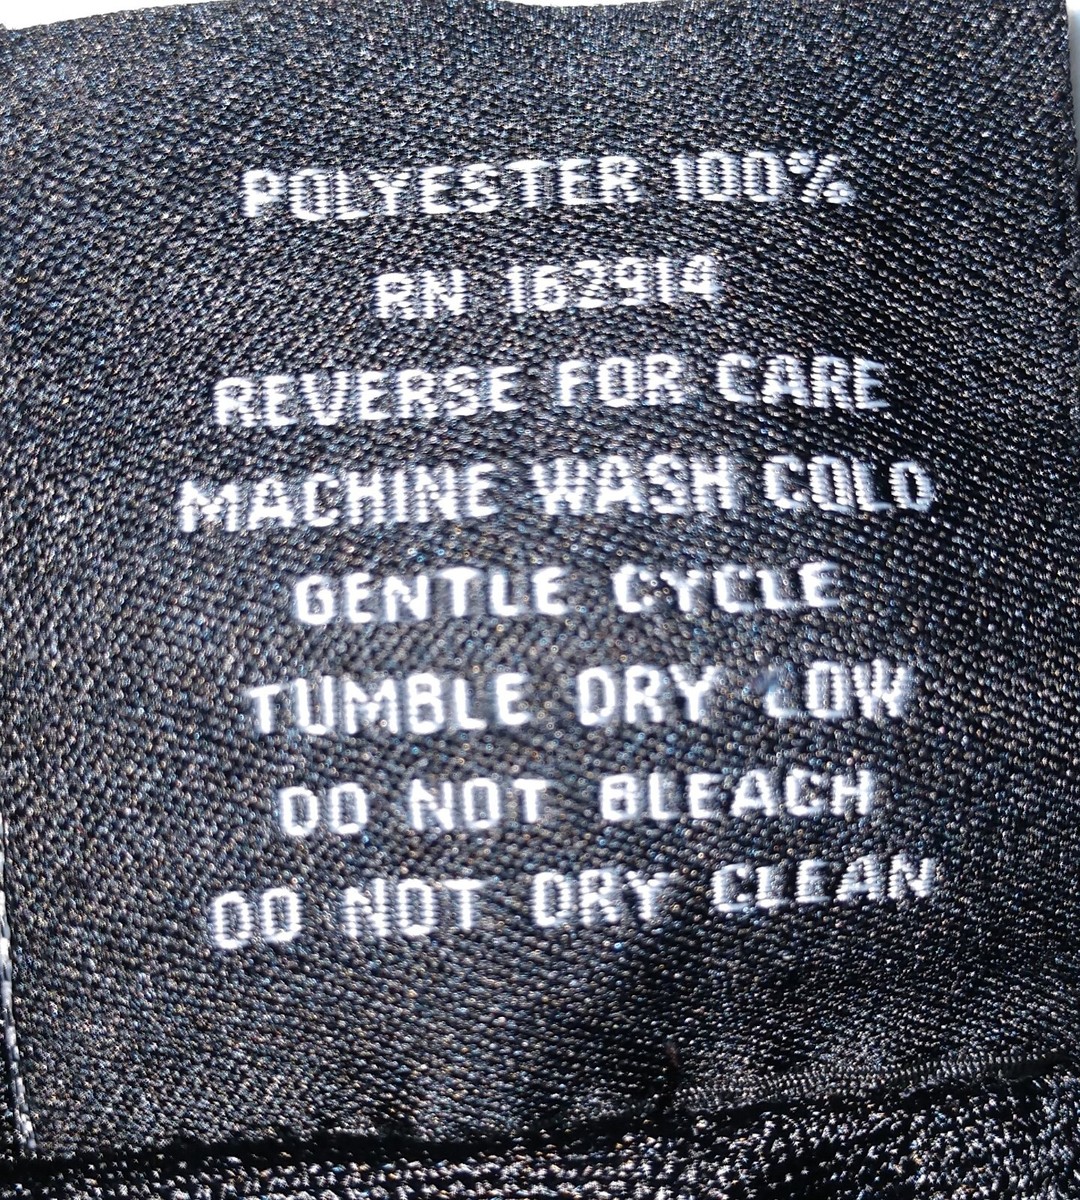 POLYESTER 100%
RN 162914
REVERSE FOR CARE
MACHINE WASH COLD
GENTLE CYCLE
TUMBLE DRY LOW
DO NOT BLEACH
DO NOT DRY CLEAN